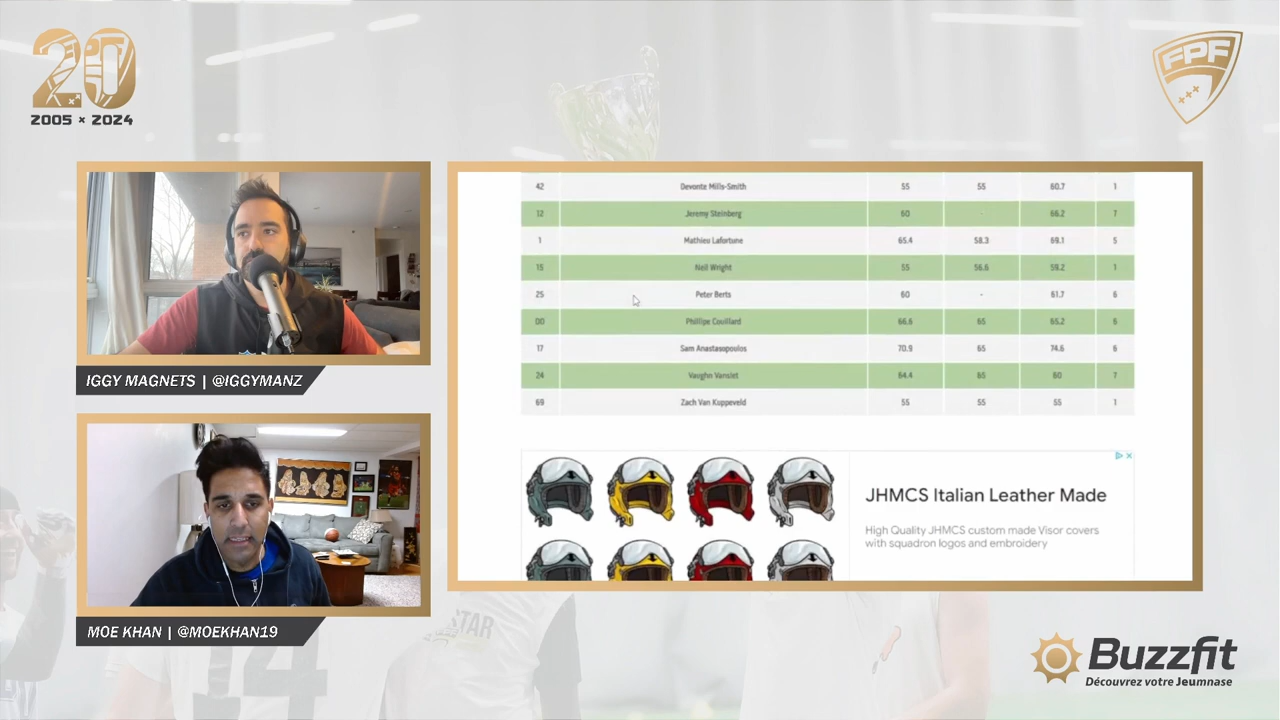 20
2005 × 2024
FPF
IGGY MAGNETS | @IGGYMANZ
MOE KHAN | @MOEKHAN19
42 Devonte Mills-Smith 55 55 60.7 1
12 Jeremy Steinberg 60 - 66.2 7
1 Mathieu Lafortune 65.4 58.3 69.1 5
15 Neil Wright 55 56.6 59.2 1
25 Peter Berts 60 - 61.7 6
00 Phillipe Couillard 66.6 65 65.2 6
17 Sam Anastasopoulos 70.9 65 74.6 6
24 Vaughn Vanslet 64.4 65 60 7
69 Zach Van Kuppeveld 55 55 55 1
JHMCS Italian Leather Made
High Quality JHMCS custom made Visor covers
with squadron logos and embroidery
STAR
14
Buzzfit
Découvrez votre Jeumnase